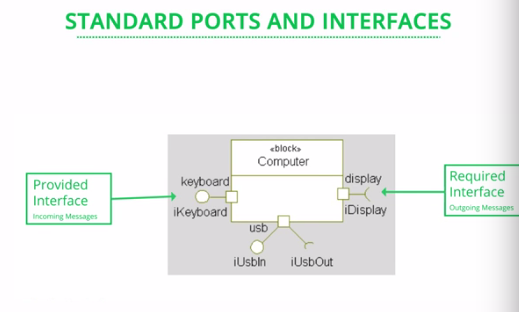 STANDARD PORTS AND INTERFACES
«block»
Computer
keyboard
iKeyboard
display
iDisplay
usb
iUsbIn
iUsbOut
Provided
Interface
Incoming Messages
Required
Interface
Outgoing Messages